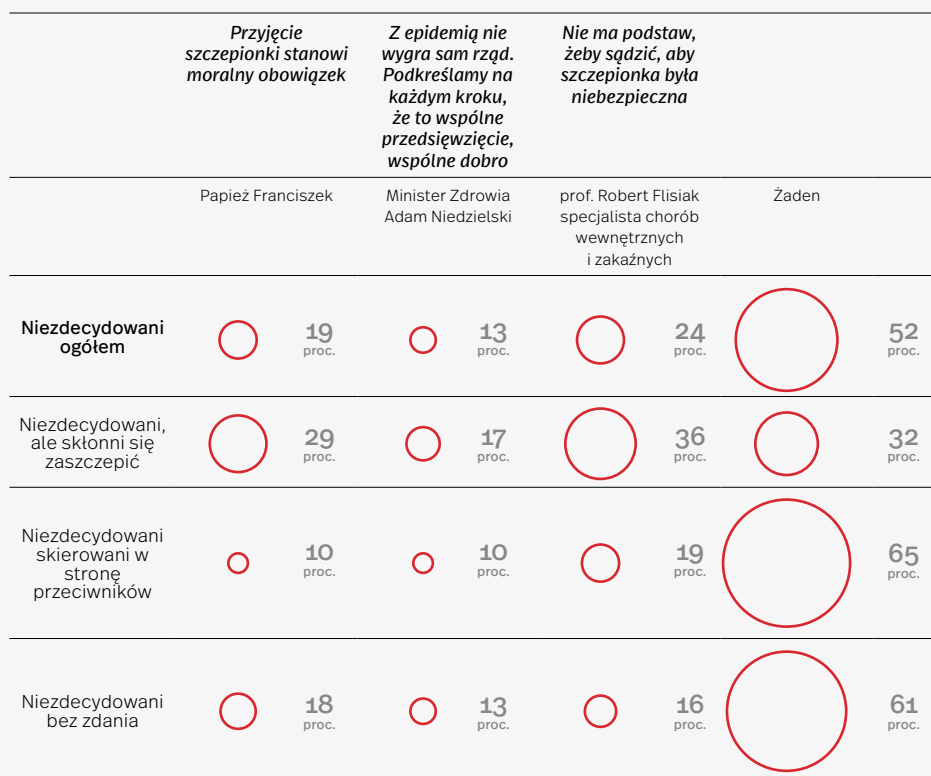 Przyjęcie
szczepionki stanowi
moralny obowiązek
Z epidemią nie
wygra sam rząd.
Podkreślamy na
każdym kroku,
że to wspólne
przedsięwzięcie,
wspólne dobro
Nie ma podstaw,
żeby sądzić, aby
szczepionka była
niebezpieczna
Papież Franciszek
Minister Zdrowia
Adam Niedzielski
prof. Robert Flisiak
specjalista chorób
wewnętrznych
i zakaźnych
Żaden
Niezdecydowani
ogółem
19
proc.
13
proc.
24
proc.
52
proc.
Niezdecydowani,
ale skłonni się
zaszczepić
29
proc.
17
proc.
36
proc.
32
proc.
Niezdecydowani
skierowani w
stronę
przeciwników
10
proc.
10
proc.
19
proc.
65
proc.
Niezdecydowani
bez zdania
18
proc.
13
proc.
16
proc.
61
proc.